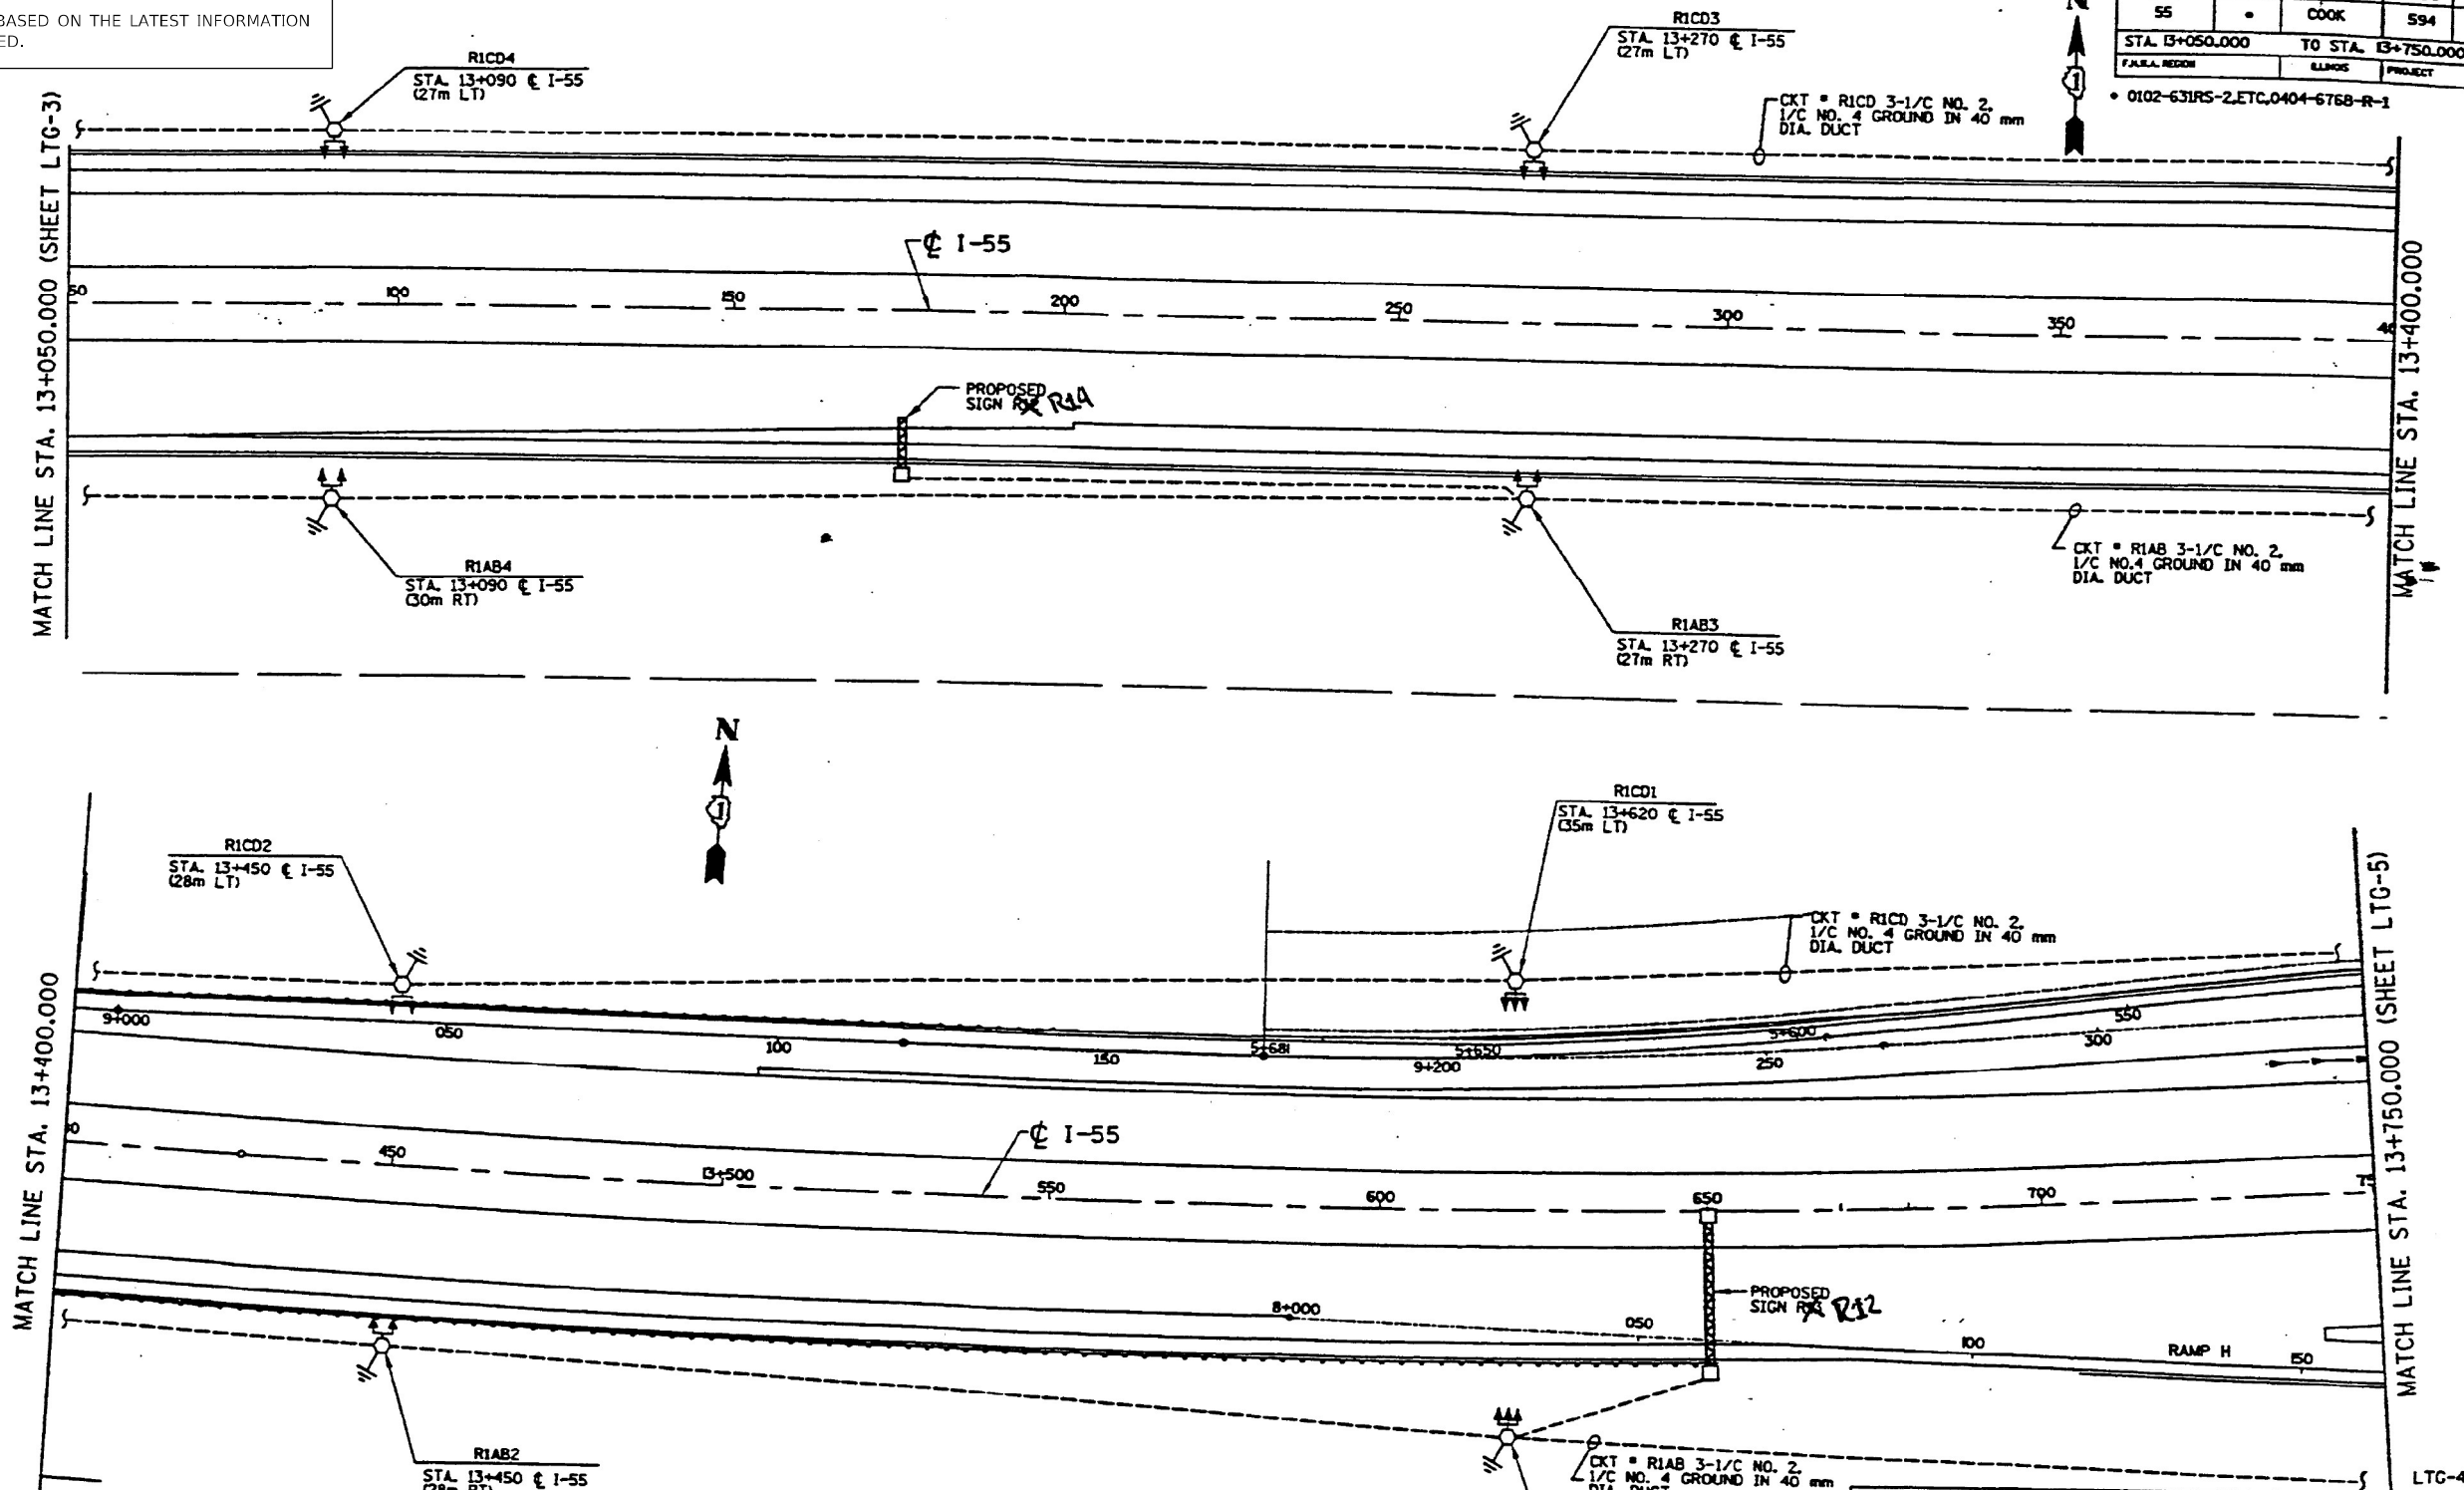 BASED ON THE LATEST INFORMATION
ED.
R1CD4
STA. 13+090 ℄ I-55
(27m LT)
R1CD3
STA. 13+270 ℄ I-55
(27m LT)
CKT • R1CD 3-1/C NO. 2,
1/C NO. 4 GROUND IN 40 mm
DIA. DUCT
N
1
55 • COOK 594
STA. 13+050.000 TO STA. 13+750.000
F.H.W.A. REGION ILLINOIS PROJECT
• 0102-631RS-2,ETC,0404-676B-R-1
MATCH LINE STA. 13+050.000 (SHEET LTG-3)
℄ I-55
50 100 150 200 250 300 350 40
MATCH LINE STA. 13+400.000
PROPOSED
SIGN R14
R1AB4
STA. 13+090 ℄ I-55
(30m RT)
R1AB3
STA. 13+270 ℄ I-55
(27m RT)
CKT • R1AB 3-1/C NO. 2,
1/C NO.4 GROUND IN 40 mm
DIA. DUCT
N
1
R1CD2
STA. 13+450 ℄ I-55
(28m LT)
R1CD1
STA. 13+620 ℄ I-55
(35m LT)
CKT • R1CD 3-1/C NO. 2,
1/C NO. 4 GROUND IN 40 mm
DIA. DUCT
MATCH LINE STA. 13+400.000
9+000 050 100 150 9+200 250 300
5+681 5+650 5+600 550
℄ I-55
450 13+500 550 600 650 700
MATCH LINE STA. 13+750.000 (SHEET LTG-5)
PROPOSED
SIGN R12
8+000 050 100 150
RAMP H
R1AB2
STA. 13+450 ℄ I-55
(28m RT)
CKT • R1AB 3-1/C NO. 2,
1/C NO. 4 GROUND IN 40 mm
DIA. DUCT
LTG-4